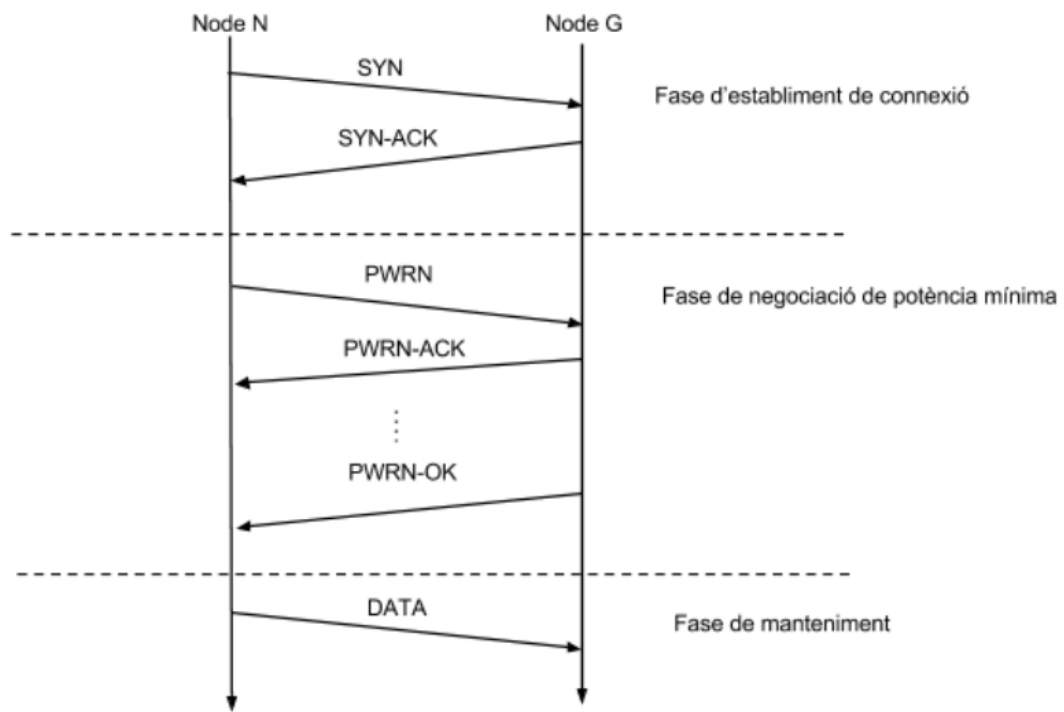 Node N
Node G
SYN
Fase d'establiment de connexió
SYN-ACK
PWRN
Fase de negociació de potència mínima
PWRN-ACK
PWRN-OK
DATA
Fase de manteniment